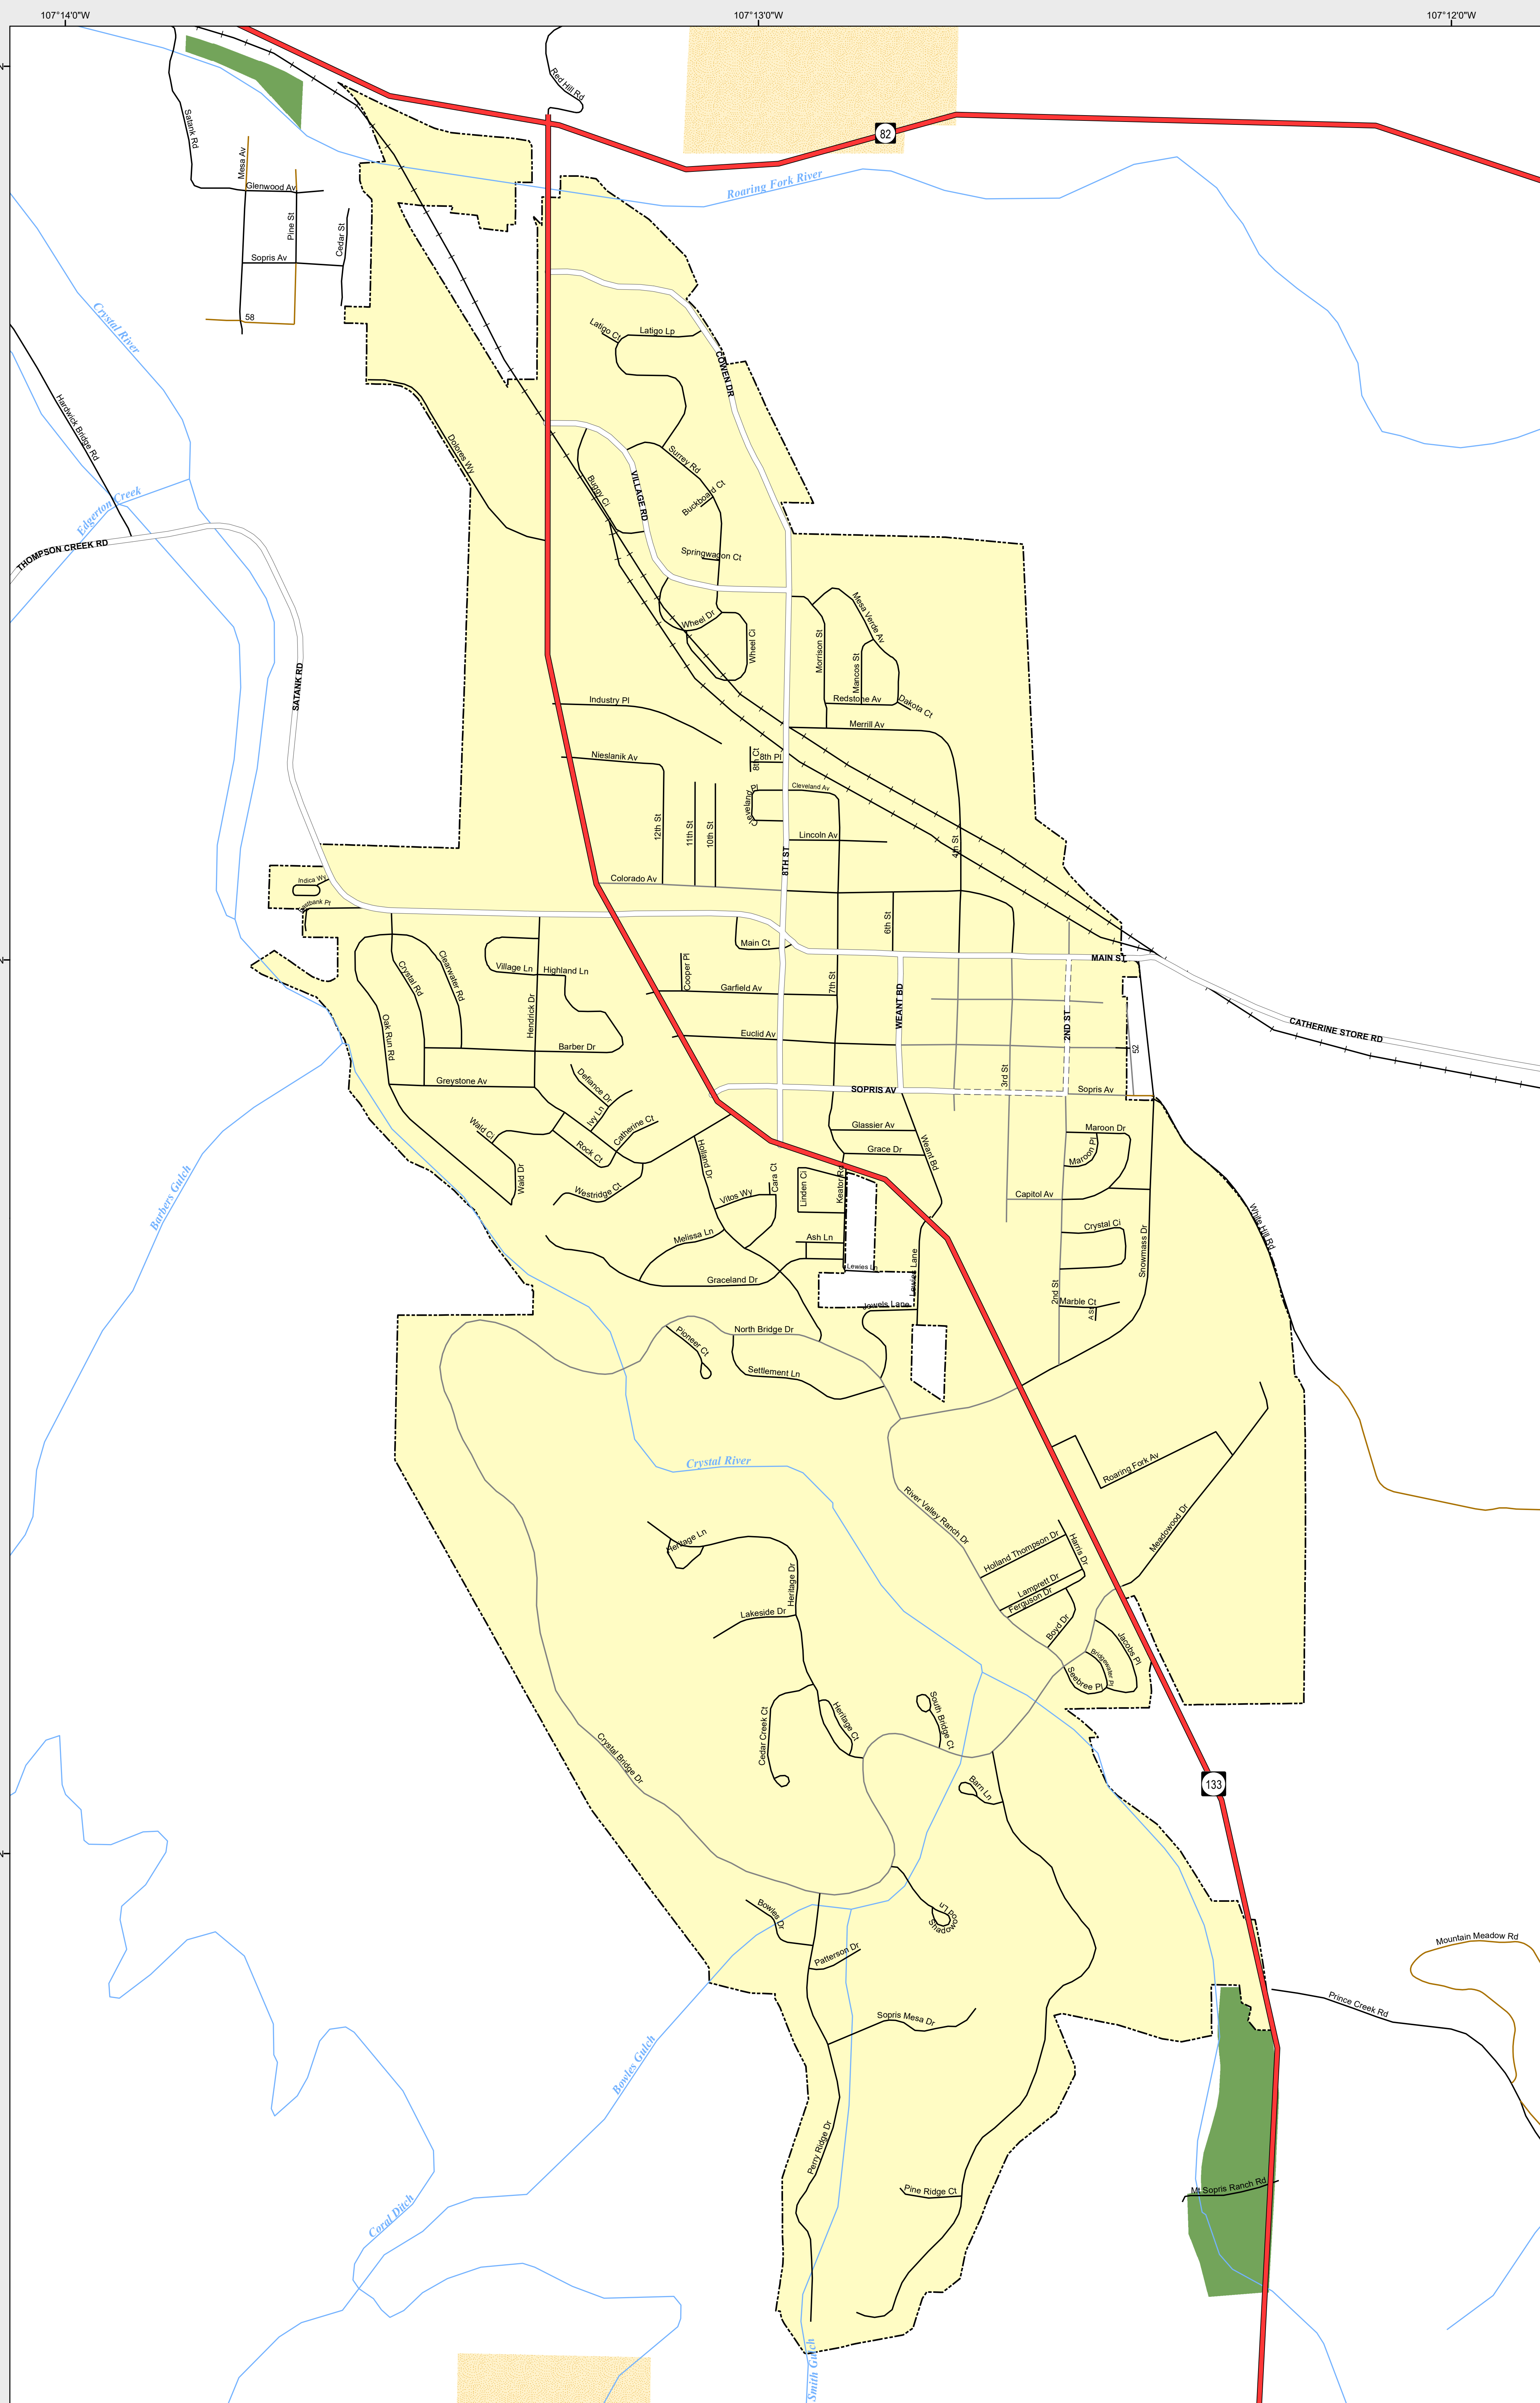 107°14'0"W
107°13'0"W
107°12'0"W
Red Hill Rd
Satank Rd
82
Mesa Av
Glenwood Av
Roaring Fork River
Pine St
Cedar St
Sopris Av
58
Crystal River
Latigo Ct
Latigo Lp
COWEN DR
Hardwick Bridge Rd
Dolores Wy
Surrey Rd
Buggy Ci
VILLAGE RD
Buckboard Ct
Edgerton Creek
THOMPSON CREEK RD
Springwagon Ct
Mesa Verde Av
Wheel Dr
Wheel Ci
Morrison St
Mancos St
SATANK RD
Industry Pl
Redstone Av
Dakota Ct
Merrill Av
Nieslanik Av
8th Ct
8th Pl
Cleveland Pl
Cleveland Av
12th St
11th St
10th St
Lincoln Av
4th St
8TH ST
Indica Wy
Colorado Av
6th St
Main Ct
MAIN ST
Clearwater Rd
Crystal Rd
Village Ln
Highland Ln
Cooper Pl
Garfield Av
7th St
WEANT BD
2ND ST
CATHERINE STORE RD
Hendrick Dr
Oak Run Rd
Euclid Av
Barber Dr
52
Greystone Av
Defiance Dr
3rd St
SOPRIS AV
Sopris Av
Ivy Ln
Wald Ct
Catherine Ct
Rock Ct
Glassier Av
Maroon Dr
Grace Dr
Weant Bd
Maroon Pl
Holland Dr
Wald Dr
Westridge Ct
Vitos Wy
Cara Ct
Linden Ci
Keator Rd
Capitol Av
Barbers Gulch
White Hill Rd
Melissa Ln
Ash Ln
Crystal Ci
Snowmass Dr
Graceland Dr
Lewies Ln
Lewies Lane
2nd St
Jewels Lane
Marble Ct
North Bridge Dr
Pioneer Ct
Settlement Ln
Crystal River
Roaring Fork Av
River Valley Ranch Dr
Meadowood Dr
Heritage Ln
Holland Thompson Dr
Harris Dr
Heritage Dr
Lamprett Dr
Ferguson Dr
Lakeside Dr
Boyd Dr
Jacobs Pl
Bridgewater Pl
Seebree Pl
South Bridge Ct
Heritage Ct
Cedar Creek Ct
Crystal Bridge Dr
Barn Ln
133
Bowles Dr
Patterson Dr
Mountain Meadow Rd
Prince Creek Rd
Sopris Mesa Dr
Bowles Gulch
Perry Ridge Dr
Pine Ridge Ct
Mt Sopris Ranch Rd
Coral Ditch
Smith Gulch